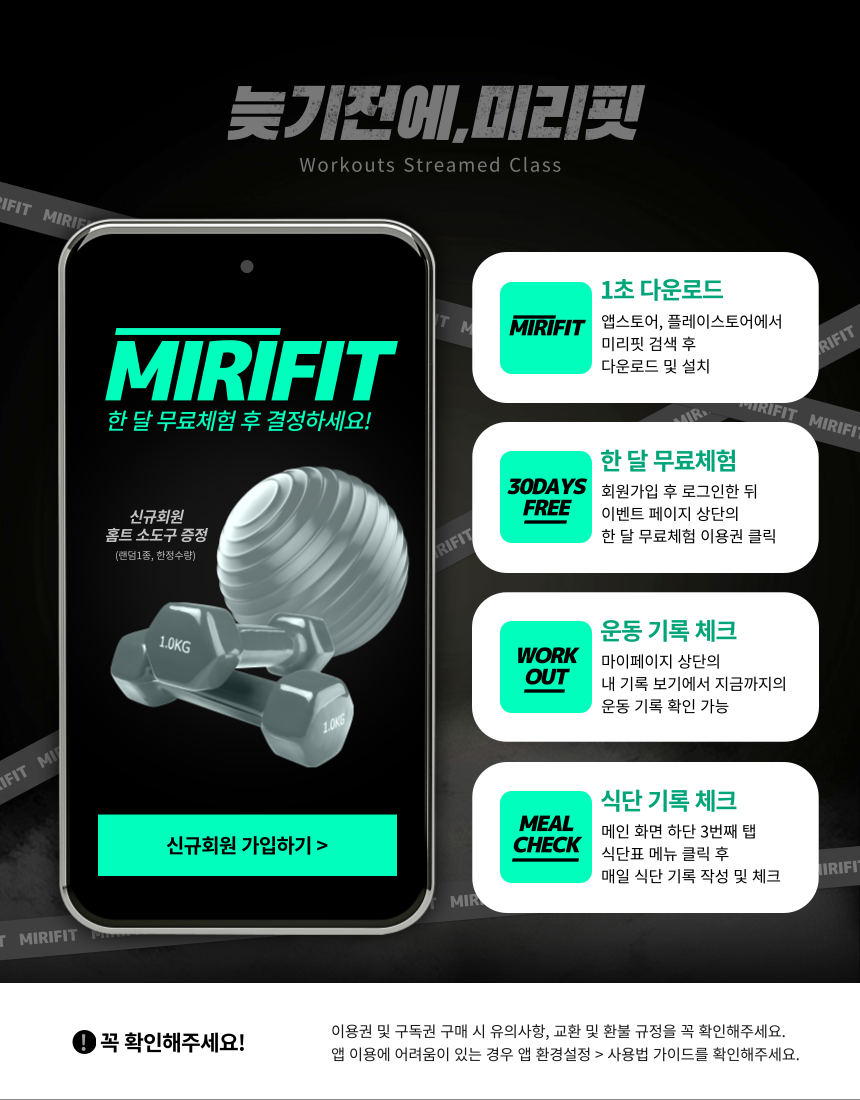 늦기전에,미리핏
Workouts Streamed Class
MIRIFIT
한 달 무료체험 후 결정하세요!
신규회원
홈트 소도구 증정
(랜덤1종, 한정수량)
1.0KG
1.0KG
신규회원 가입하기 >
MIRIFIT
1초 다운로드
앱스토어, 플레이스토어에서
미리핏 검색 후
다운로드 및 설치
30DAYS
FREE
한 달 무료체험
회원가입 후 로그인한 뒤
이벤트 페이지 상단의
한 달 무료체험 이용권 클릭
WORK
OUT
운동 기록 체크
마이페이지 상단의
내 기록 보기에서 지금까지의
운동 기록 확인 가능
MEAL
CHECK
식단 기록 체크
메인 화면 하단 3번째 탭
식단표 메뉴 클릭 후
매일 식단 기록 작성 및 체크
MIRIFIT
MIRIFIT
MIRIFIT
MIRIFIT
! 꼭 확인해주세요!
이용권 및 구독권 구매 시 유의사항, 교환 및 환불 규정을 꼭 확인해주세요.
앱 이용에 어려움이 있는 경우 앱 환경설정 > 사용법 가이드를 확인해주세요.